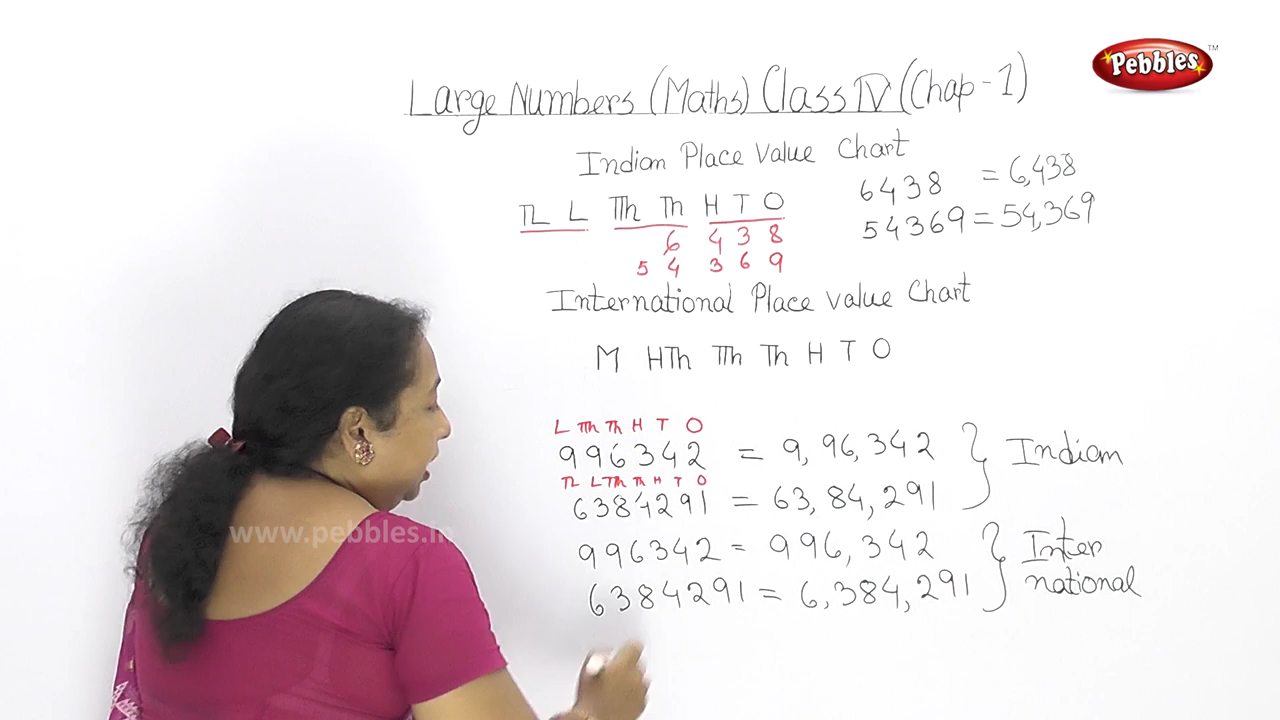 Pebbles™
Large Numbers (Maths) Class IV (Chap-1)
Indian Place Value Chart
TL L TTh Th H T O
6 4 3 8
5 4 3 6 9
6438 = 6,438
54369 = 54,369
International Place Value Chart
M HTh TTh Th H T O
L TTh Th H T O
996342 = 9,96,342
TL L TTh Th H T O
6384291 = 63,84,291
Indian
996342 = 996,342
6384291 = 6,384,291
Inter
national
www.pebbles.in